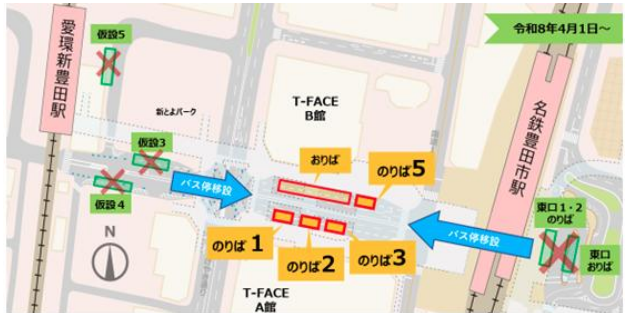 令和8年4月1日～
愛環新豊田駅
仮設5
新とよパーク
T-FACE
B館
名鉄豊田市駅
仮設3
おりば
のりば5
バス停移設
仮設4
東口1・2
のりば
バス停移設
N
のりば1
のりば2
のりば3
東口
おりば
T-FACE
A館